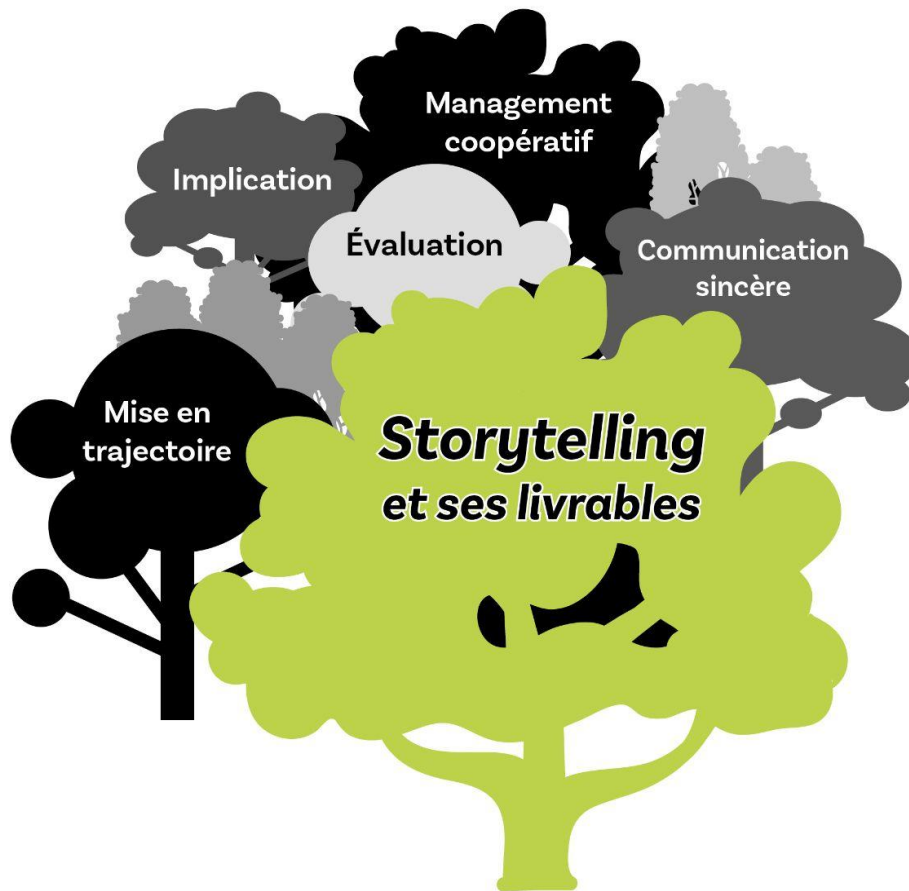 Management
coopératif
Implication
Évaluation
Communication
sincère
Mise en
trajectoire
Storytelling
et ses livrables